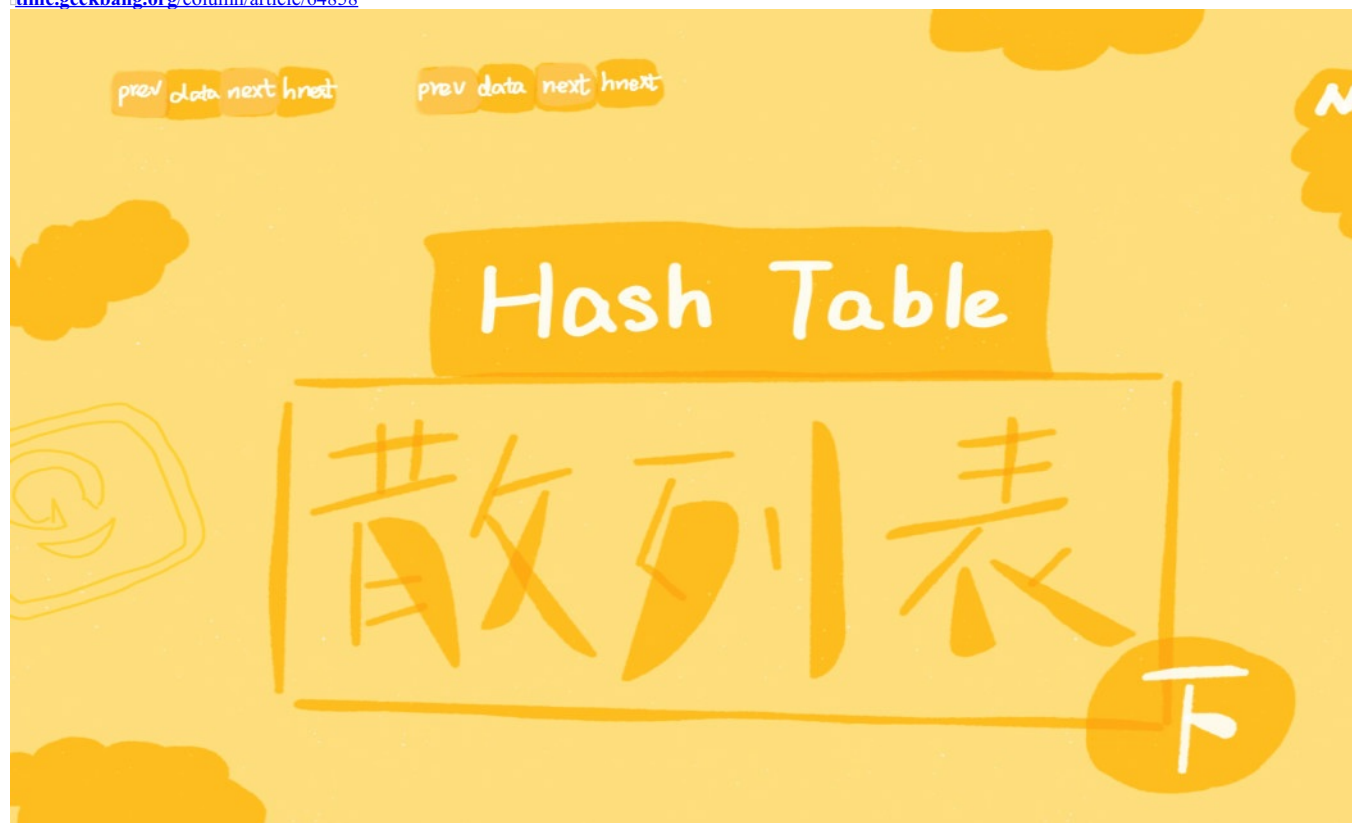 time.geekbang.org/column/article/64858
prev data next hnext prev data next hnext
N
Hash Table
散列表
下